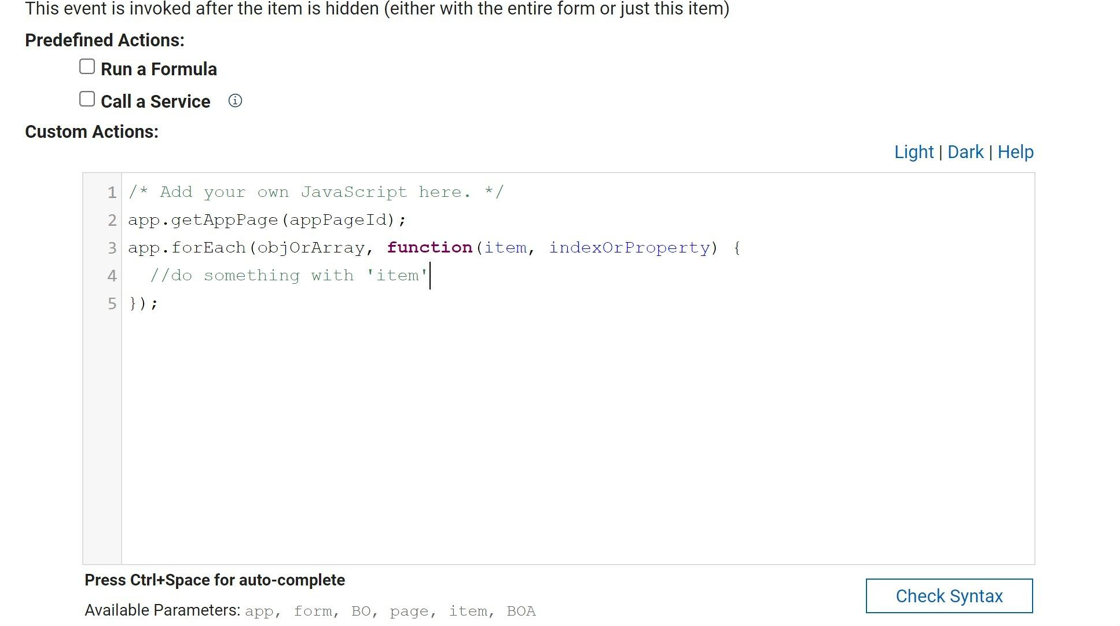 This event is invoked after the item is hidden (either with the entire form or just this item)
Predefined Actions:
Run a Formula
Call a Service
Custom Actions:
Light | Dark | Help
1 /* Add your own JavaScript here. */
2 app.getAppPage(appPageId);
3 app.forEach(objOrArray, function(item, indexOrProperty) {
4   //do something with 'item'
5 });
Press Ctrl+Space for auto-complete
Available Parameters: app, form, BO, page, item, BOA
Check Syntax